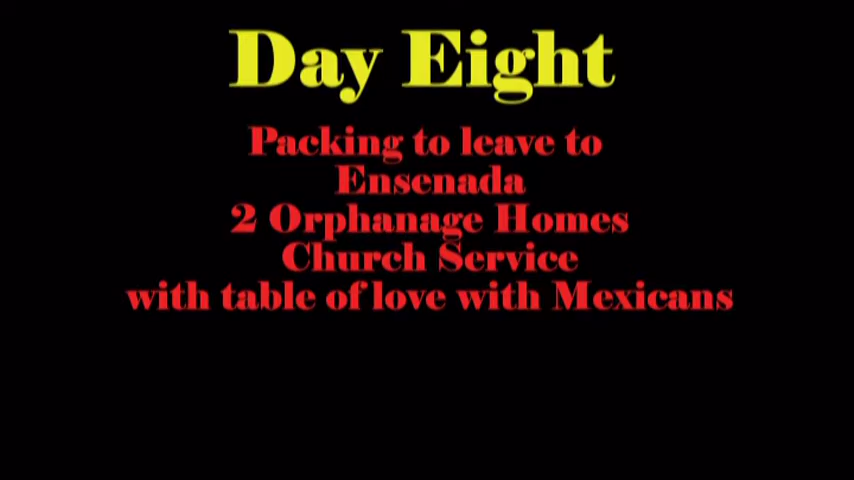 Day Eight
Packing to leave to
Ensenada
2 Orphanage Homes
Church Service
with table of love with Mexicans